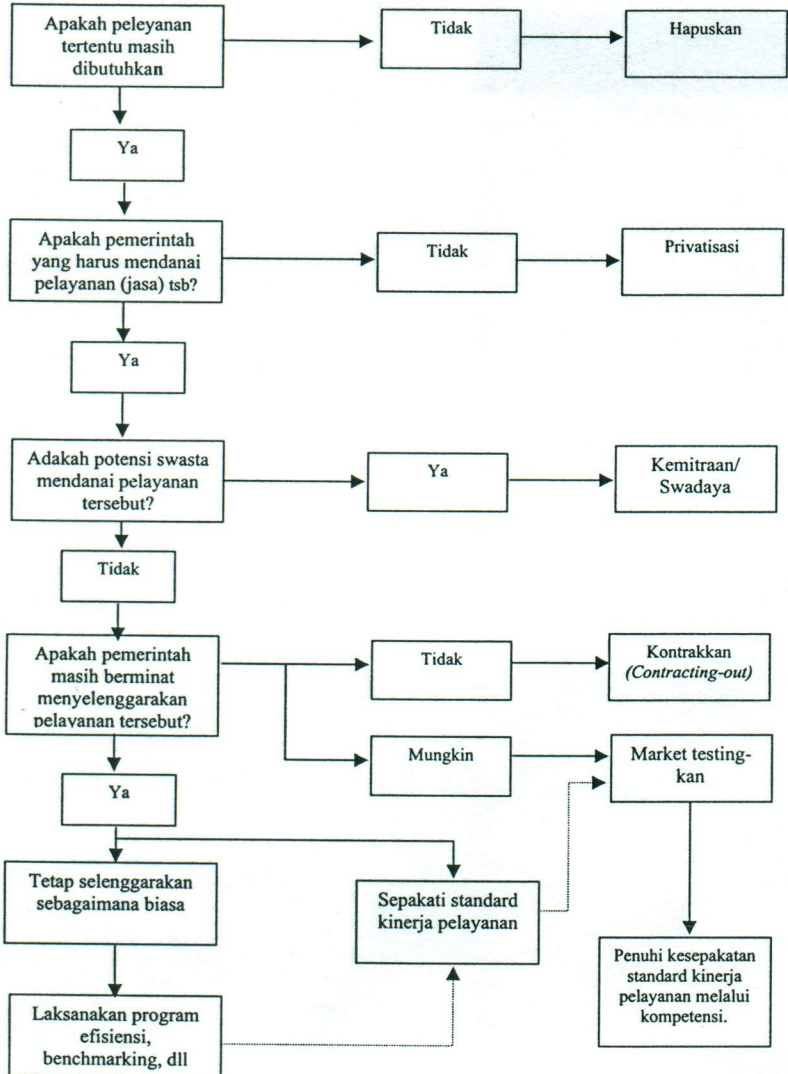 Apakah peleyanan
tertentu masih
dibutuhkan
Tidak
Hapuskan
Ya
Apakah pemerintah
yang harus mendanai
pelayanan (jasa) tsb?
Tidak
Privatisasi
Ya
Adakah potensi swasta
mendanai pelayanan
tersebut?
Ya
Kemitraan/
Swadaya
Tidak
Apakah pemerintah
masih berminat
menyelenggarakan
pelayanan tersebut?
Tidak
Kontrakkan
(Contracting-out)
Mungkin
Market testing-
kan
Ya
Tetap selenggarakan
sebagaimana biasa
Sepakati standard
kinerja pelayanan
Penuhi kesepakatan
standard kinerja
pelayanan melalui
kompetensi.
Laksanakan program
efisiensi,
benchmarking, dll